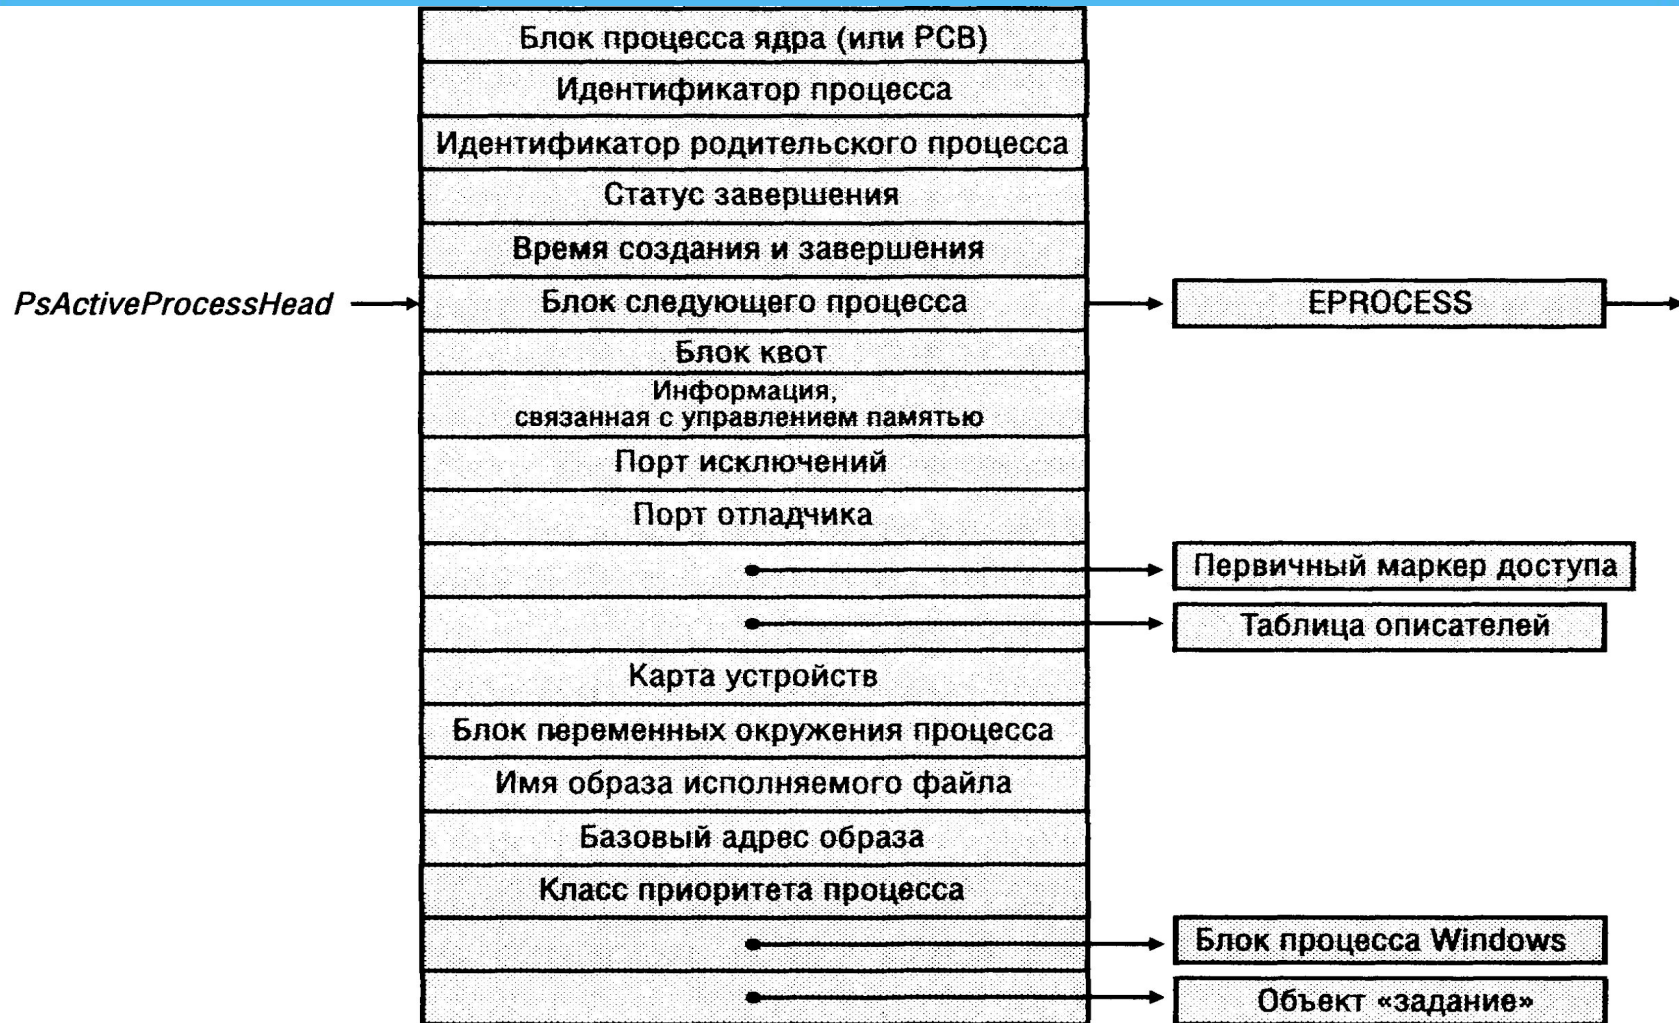 Блок процесса ядра (или PCB)
Идентификатор процесса
Идентификатор родительского процесса
Статус завершения
Время создания и завершения
PsActiveProcessHead
Блок следующего процесса
EPROCESS
Блок квот
Информация,
связанная с управлением памятью
Порт исключений
Порт отладчика
Первичный маркер доступа
Таблица описателей
Карта устройств
Блок переменных окружения процесса
Имя образа исполняемого файла
Базовый адрес образа
Класс приоритета процесса
Блок процесса Windows
Объект «задание»